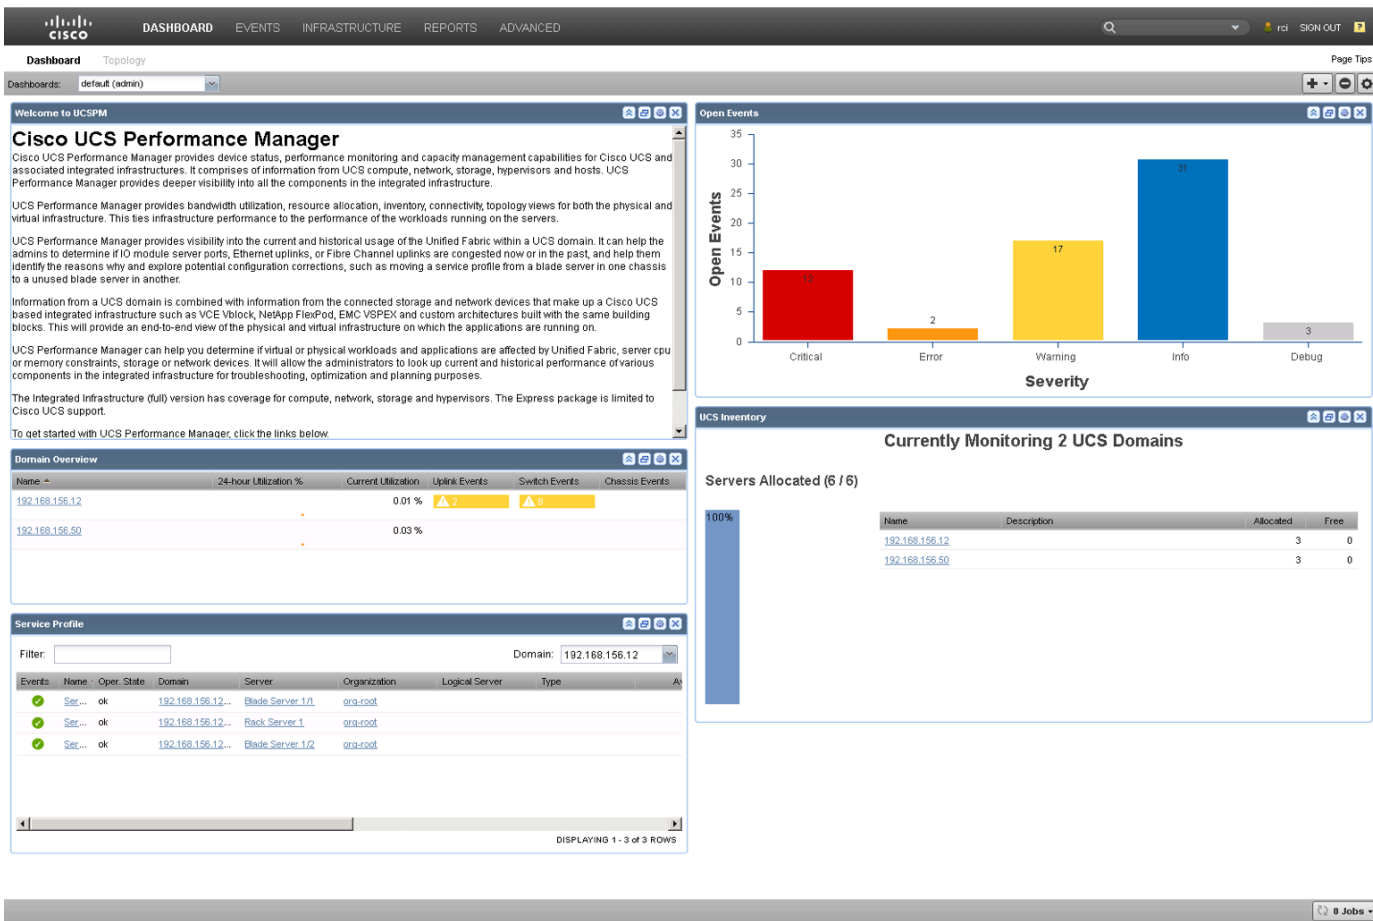 CISCO
DASHBOARD EVENTS INFRASTRUCTURE REPORTS ADVANCED
rci SIGN OUT ?
Dashboard Topology
Page Tips
Dashboards: default (admin)
Welcome to UCSPM
Cisco UCS Performance Manager
Cisco UCS Performance Manager provides device status, performance monitoring and capacity management capabilities for Cisco UCS and
associated integrated infrastructures. It comprises of information from UCS compute, network, storage, hypervisors and hosts. UCS
Performance Manager provides deeper visibility into all the components in the integrated infrastructure.
UCS Performance Manager provides bandwidth utilization, resource allocation, inventory, connectivity, topology views for both the physical and
virtual infrastructure. This ties infrastructure performance to the performance of the workloads running on the servers.
UCS Performance Manager provides visibility into the current and historical usage of the Unified Fabric within a UCS domain. It can help the
admins to determine if IO module server ports, Ethernet uplinks, or Fibre Channel uplinks are congested now or in the past, and help them
identify the reasons why and explore potential configuration corrections, such as moving a service profile from a blade server in one chassis
to a unused blade server in another.
Information from a UCS domain is combined with information from the connected storage and network devices that make up a Cisco UCS
based integrated infrastructure such as VCE Vblock, NetApp FlexPod, EMC VSPEX and custom architectures built with the same building
blocks. This will provide an end-to-end view of the physical and virtual infrastructure on which the applications are running on.
UCS Performance Manager can help you determine if virtual or physical workloads and applications are affected by Unified Fabric, server cpu
or memory constraints, storage or network devices. It will allow the administrators to look up current and historical performance of various
components in the integrated infrastructure for troubleshooting, optimization and planning purposes.
The Integrated Infrastructure (full) version has coverage for compute, network, storage and hypervisors. The Express package is limited to
Cisco UCS support.
To get started with UCS Performance Manager, click the links below.
Domain Overview
Name 24-hour Utilization % Current Utilization Uplink Events Switch Events Chassis Events
192.168.156.12 0.01 % 2 6
192.168.156.50 0.03 %
Service Profile
Filter: Domain: 192.168.156.12
Events Name Oper. State Domain Server Organization Logical Server Type
Ser... ok 192.168.156.12... Blade Server 1/1 org-root
Ser... ok 192.168.156.12... Rack Server 1 org-root
Ser... ok 192.168.156.12... Blade Server 1/2 org-root
DISPLAYING 1 - 3 of 3 ROWS
Open Events
Open Events
35
30
25
20
15
10
5
0
12
2
17
31
3
Critical Error Warning Info Debug
Severity
UCS Inventory
Currently Monitoring 2 UCS Domains
Servers Allocated (6 / 6)
100%
Name Description Allocated Free
192.168.156.12 3 0
192.168.156.50 3 0
0 Jobs